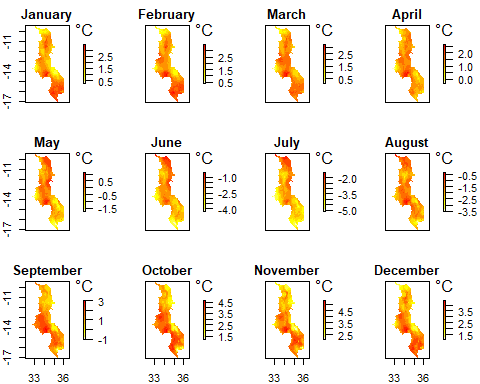 January February March April
°C °C °C °C
-11 -14 -17
2.5 1.5 0.5
2.5 1.5 0.5
2.5 1.5 0.5
2.0 1.0 0.0
May June July August
°C °C °C °C
-11 -14 -17
0.5 -0.5 -1.5
-1.0 -2.5 -4.0
-2.0 -3.5 -5.0
-0.5 -1.5 -2.5 -3.5
September October November December
°C °C °C °C
-11 -14 -17
3 1 -1
4.5 3.5 2.5 1.5
4.5 3.5 2.5
3.5 2.5 1.5
33 36 33 36 33 36 33 36